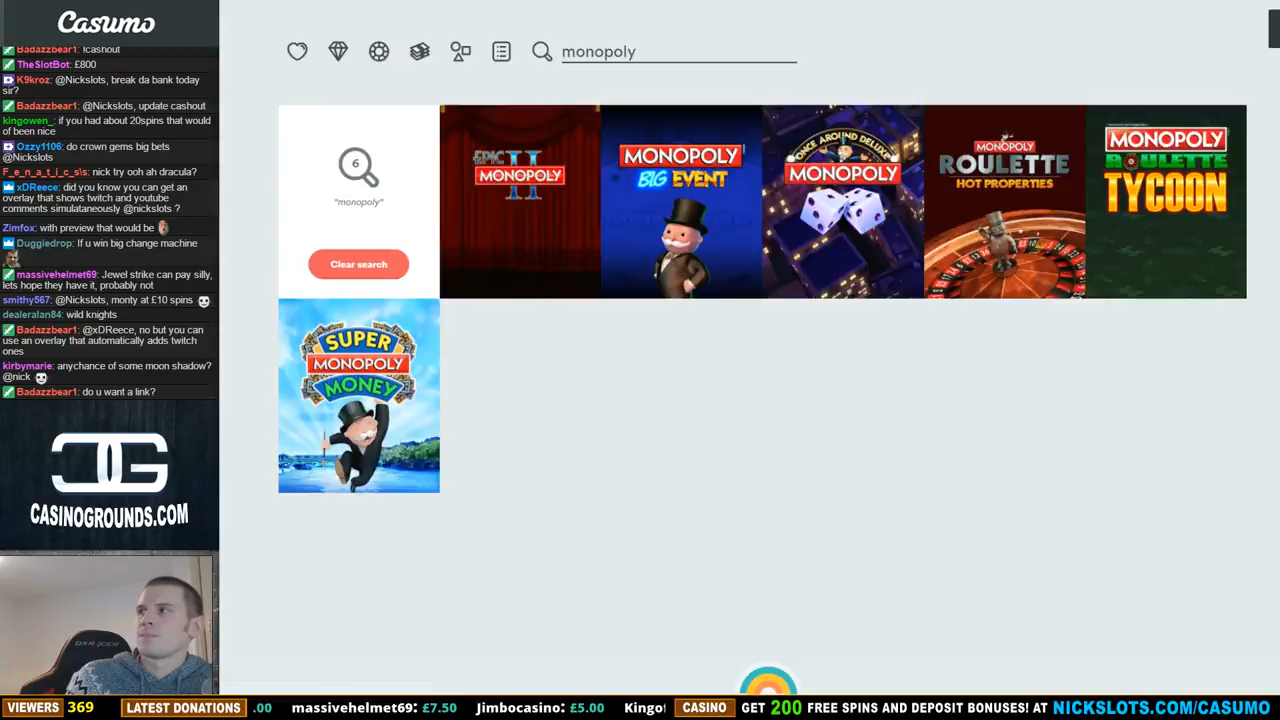 Casumo
Badazzbear1: !cashout
TheSlotBot: £800
K9kroz: @Nickslots, break da bank today
sir?
Badazzbear1: @Nickslots, update cashout
kingowen_: if you had about 20spins that would
of been nice
Ozzy1106: do crown gems big bets
@Nickslots
F_e_n_a_t_i_c_s\s: nick try ooh ah dracula?
xDReece: did you know you can get an
overlay that shows twitch and youtube
comments simulataneously @nickslots ?
Zimfox: with preview that would be
Duggiedrop: If u win big change machine
massivehelmet69: Jewel strike can pay silly,
lets hope they have it, probably not
smithy567: @Nickslots, monty at £10 spins
dealeralan84: wild knights
Badazzbear1: @xDReece, no but you can
use an overlay that automatically adds twitch
ones
kirbymarie: anychance of some moon shadow?
@nick
Badazzbear1: do u want a link?
CASINOGROUNDS.COM
DXRACER
monopoly
6
"monopoly"
Clear search
EPIC
MONOPOLY
II
MONOPOLY
BIG EVENT
ONCE AROUND DELUXE
MONOPOLY
MONOPOLY
ROULETTE
HOT PROPERTIES
MONOPOLY
ROULETTE
TYCOON
SUPER
MONOPOLY
MONEY
VIEWERS 369 LATEST DONATIONS .00 massivehelmet69: £7.50 Jimbocasino: £5.00 Kingo CASINO GET 200 FREE SPINS AND DEPOSIT BONUSES! AT NICKSLOTS.COM/CASUMO